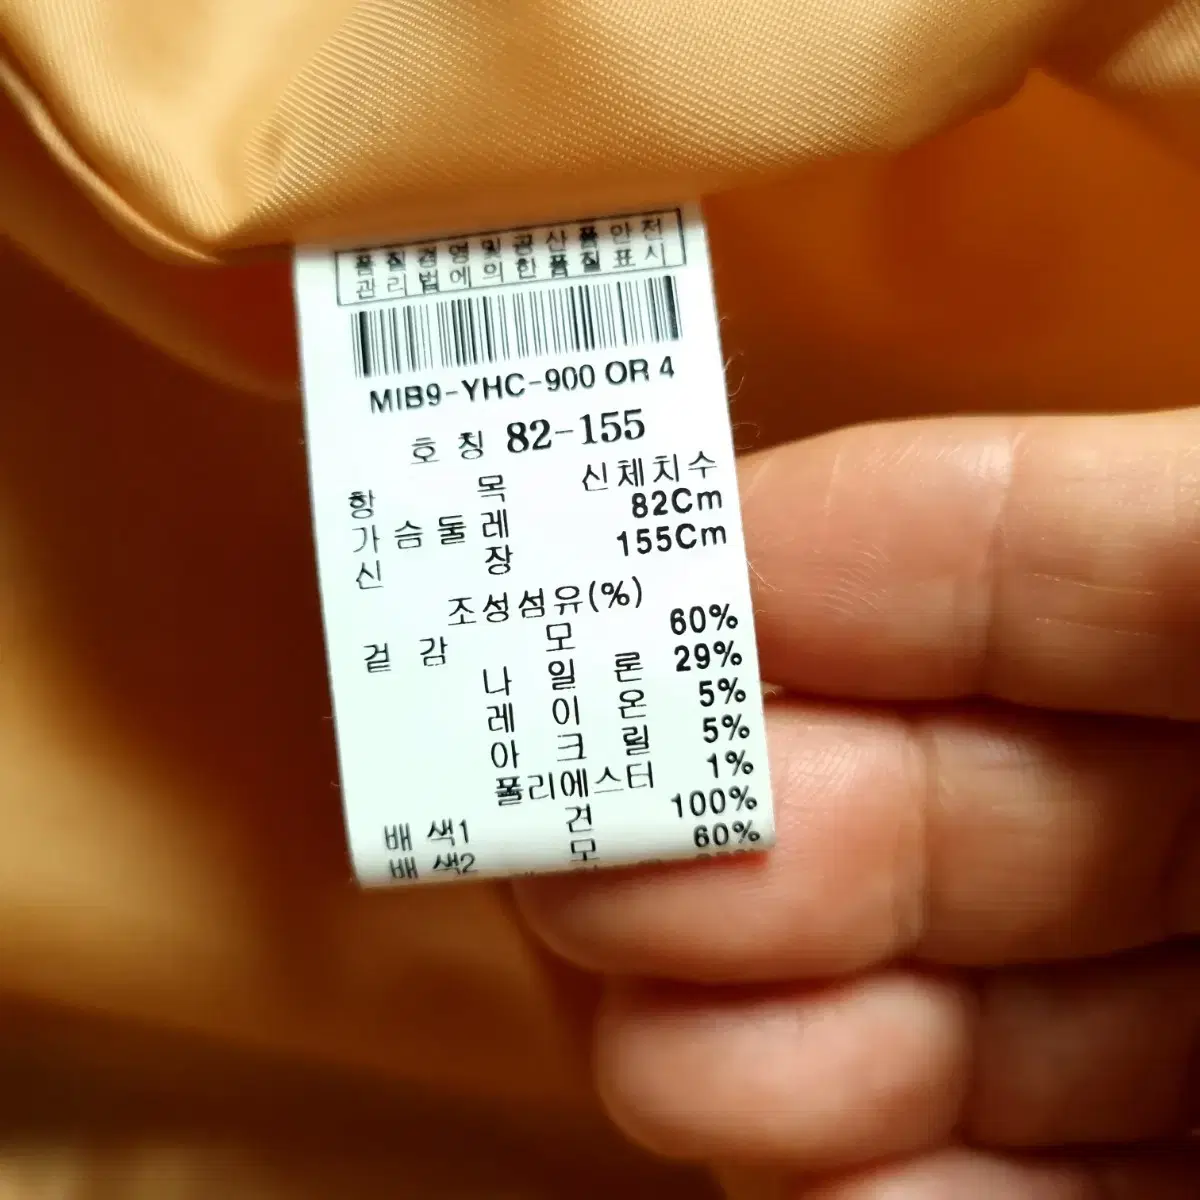 품질경영및공산품안전
관리법에의한품질표시
MIB9-YHC-900 OR 4
호 칭 82-155
항 목 신체치수
가 슴 둘 레 82Cm
신 장 155Cm
조성섬유(%)
겉 감 모 60%
나 일 론 29%
레 이 온 5%
아 크 릴 5%
폴리에스터 1%
배 색1 견 100%
배 색2 모 60%